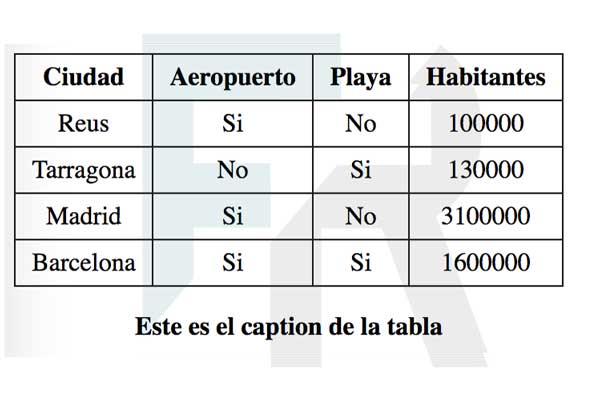 Ciudad Aeropuerto Playa Habitantes
Reus Si No 100000
Tarragona No Si 130000
Madrid Si No 3100000
Barcelona Si Si 1600000
Este es el caption de la tabla